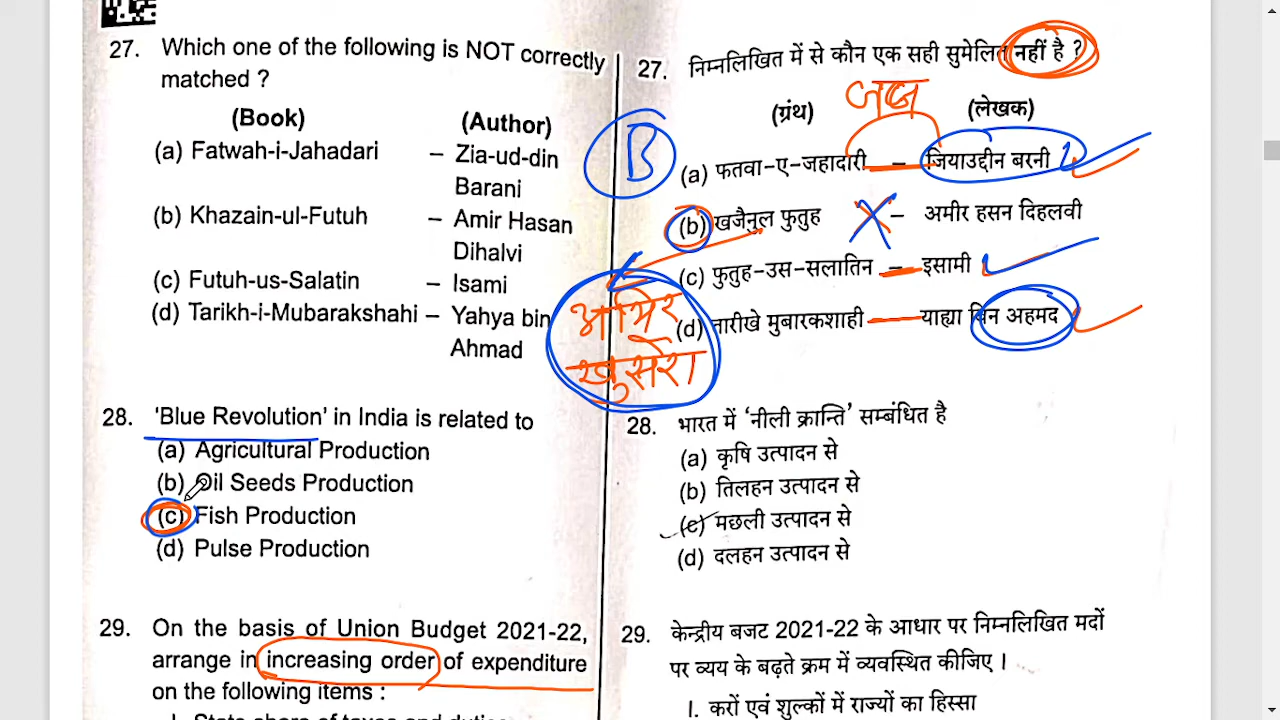 27. Which one of the following is NOT correctly
matched ?
(Book)
(Author)
(a) Fatwah-i-Jahadari – Zia-ud-din
Barani
(b) Khazain-ul-Futuh – Amir Hasan
Dihalvi
(c) Futuh-us-Salatin – Isami
(d) Tarikh-i-Mubarakshahi – Yahya bin
Ahmad
28. 'Blue Revolution' in India is related to
(a) Agricultural Production
(b) Oil Seeds Production
(c) Fish Production
(d) Pulse Production
29. On the basis of Union Budget 2021-22,
arrange in increasing order of expenditure
on the following items :
B
27. निम्नलिखित में से कौन एक सही सुमेलित नहीं है ?
(ग्रंथ)
(लेखक)
(a) फतवा-ए-जहादारी – जियाउद्दीन बरनी
(b) खजैनुल फुतुह – अमीर हसन दिहलवी
(c) फुतुह-उस-सलातिन – इसामी
(d) तारीखे मुबारकशाही – याह्या बिन अहमद
खुसरो
28. भारत में 'नीली क्रान्ति' सम्बंधित है
(a) कृषि उत्पादन से
(b) तिलहन उत्पादन से
(c) मछली उत्पादन से
(d) दलहन उत्पादन से
29. केन्द्रीय बजट 2021-22 के आधार पर निम्नलिखित मदों
पर व्यय के बढ़ते क्रम में व्यवस्थित कीजिए ।
I. करों एवं शुल्कों में राज्यों का हिस्सा